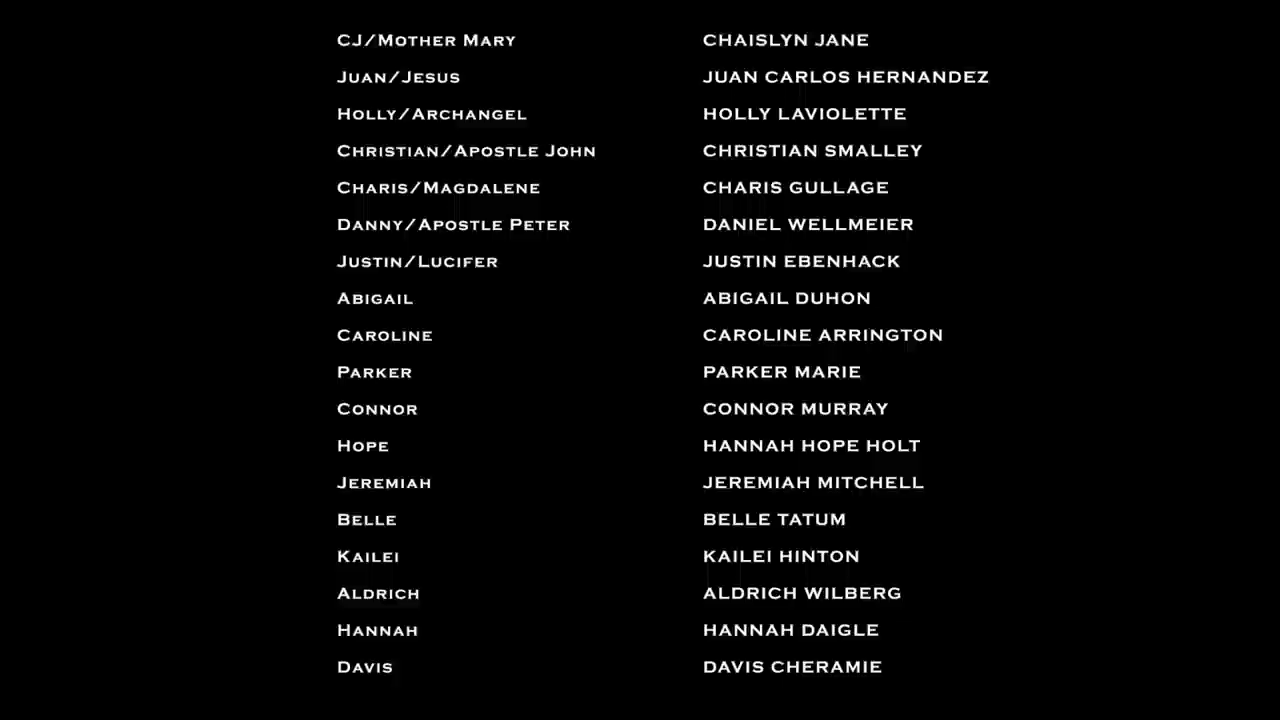 CJ/Mother Mary CHAISLYN JANE
Juan/Jesus JUAN CARLOS HERNANDEZ
Holly/Archangel HOLLY LAVIOLETTE
Christian/Apostle John CHRISTIAN SMALLEY
Charis/Magdalene CHARIS GULLAGE
Danny/Apostle Peter DANIEL WELLMEIER
Justin/Lucifer JUSTIN EBENHACK
Abigail ABIGAIL DUHON
Caroline CAROLINE ARRINGTON
Parker PARKER MARIE
Connor CONNOR MURRAY
Hope HANNAH HOPE HOLT
Jeremiah JEREMIAH MITCHELL
Belle BELLE TATUM
Kailei KAILEI HINTON
Aldrich ALDRICH WILBERG
Hannah HANNAH DAIGLE
Davis DAVIS CHERAMIE